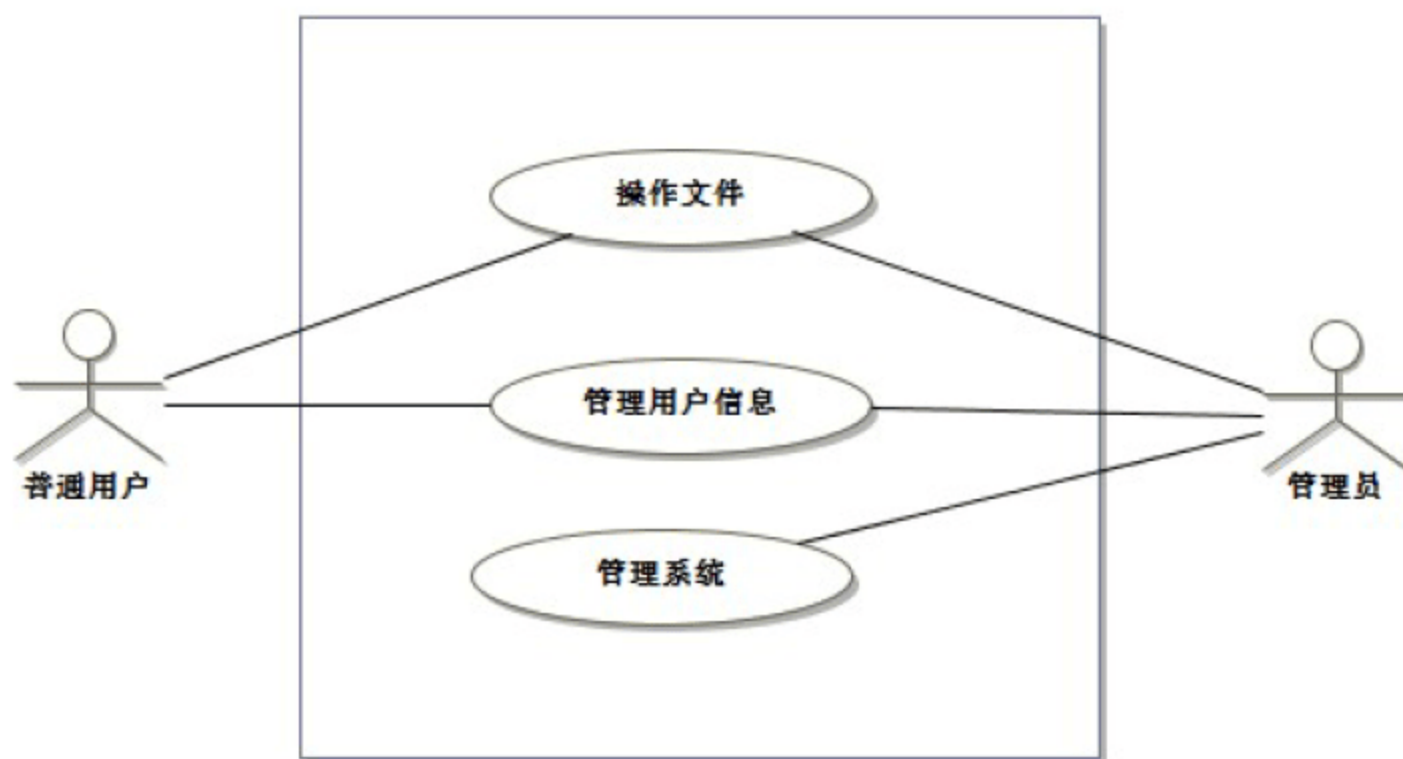 操作文件
管理用户信息
普通用户
管理员
管理系统